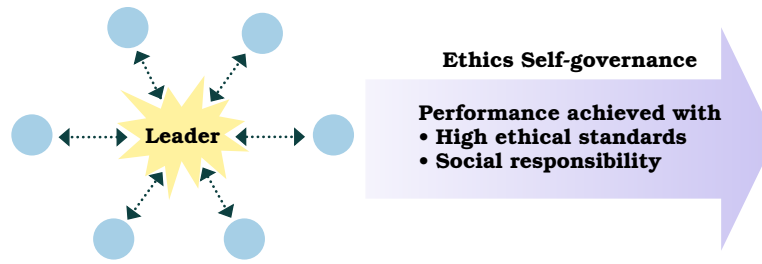 Leader
Ethics Self-governance
Performance achieved with
• High ethical standards
• Social responsibility